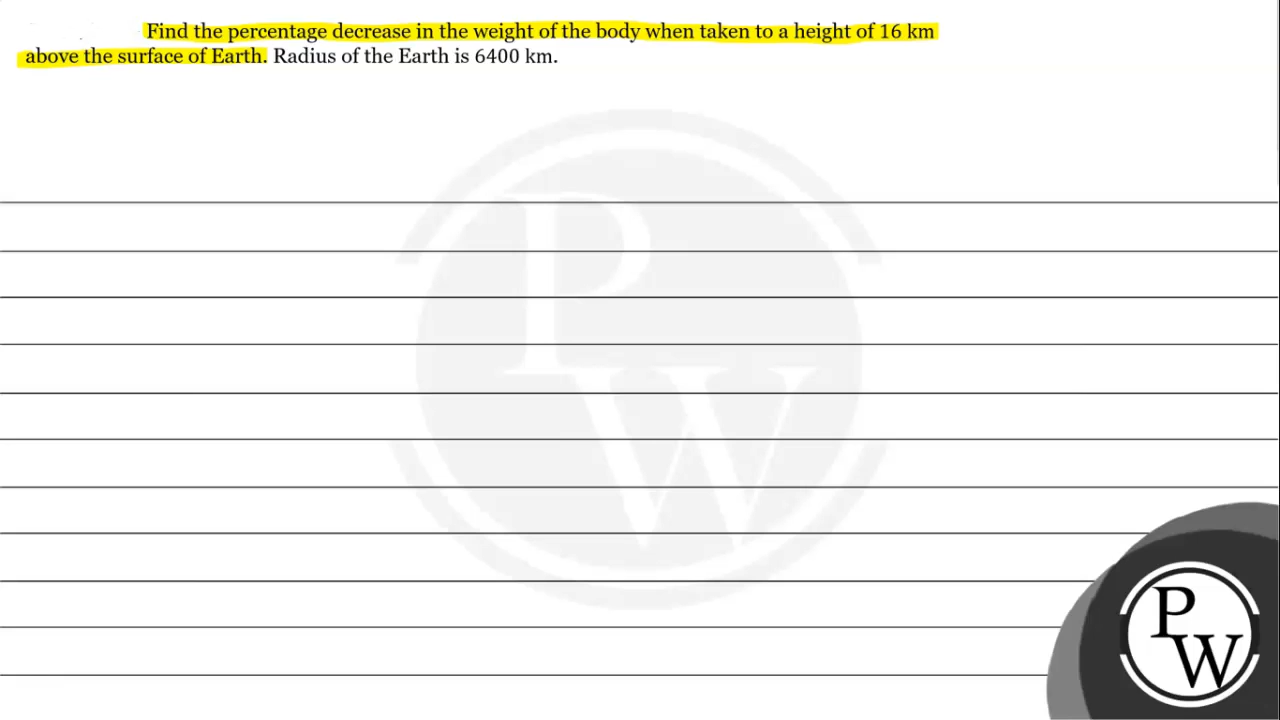 Find the percentage decrease in the weight of the body when taken to a height of 16 km
above the surface of Earth. Radius of the Earth is 6400 km.
P
W
P
W